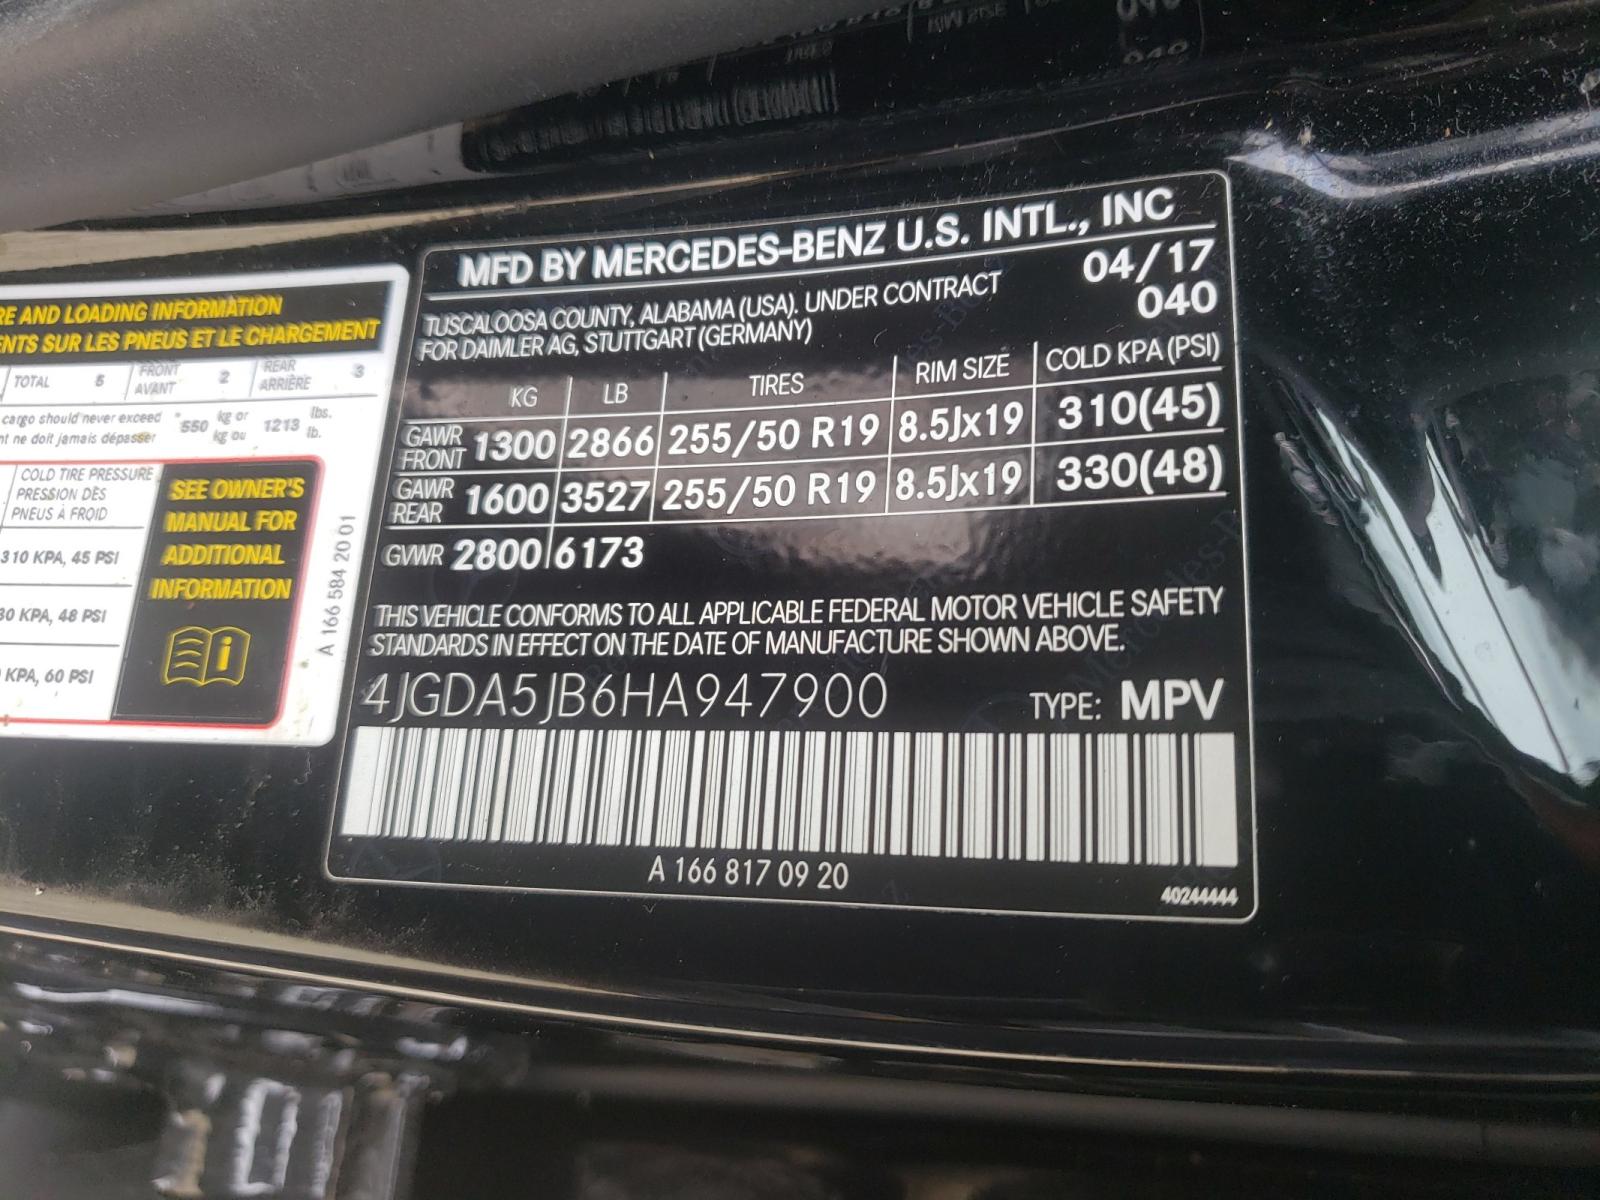 RE AND LOADING INFORMATION
ENTS SUR LES PNEUS ET LE CHARGEMENT
TOTAL 5 FRONT AVANT 2 REAR ARRIÈRE 3
cargo should never exceed 550 kg or 1213 lbs.
nt ne doit jamais dépasser kg ou lb.
COLD TIRE PRESSURE
PRESSION DES
PNEUS À FROID
310 KPA, 45 PSI
30 KPA, 48 PSI
KPA, 60 PSI
SEE OWNER'S
MANUAL FOR
ADDITIONAL
INFORMATION
A 166 584 20 01
MFD BY MERCEDES-BENZ U.S. INTL., INC
TUSCALOOSA COUNTY, ALABAMA (USA). UNDER CONTRACT 04/17
FOR DAIMLER AG, STUTTGART (GERMANY) 040
KG LB TIRES RIM SIZE COLD KPA (PSI)
GAWR FRONT 1300 2866 255/50 R19 8.5Jx19 310(45)
GAWR REAR 1600 3527 255/50 R19 8.5Jx19 330(48)
GVWR 2800 6173
THIS VEHICLE CONFORMS TO ALL APPLICABLE FEDERAL MOTOR VEHICLE SAFETY
STANDARDS IN EFFECT ON THE DATE OF MANUFACTURE SHOWN ABOVE.
4JGDA5JB6HA947900 TYPE: MPV
A 166 817 09 20
40244444